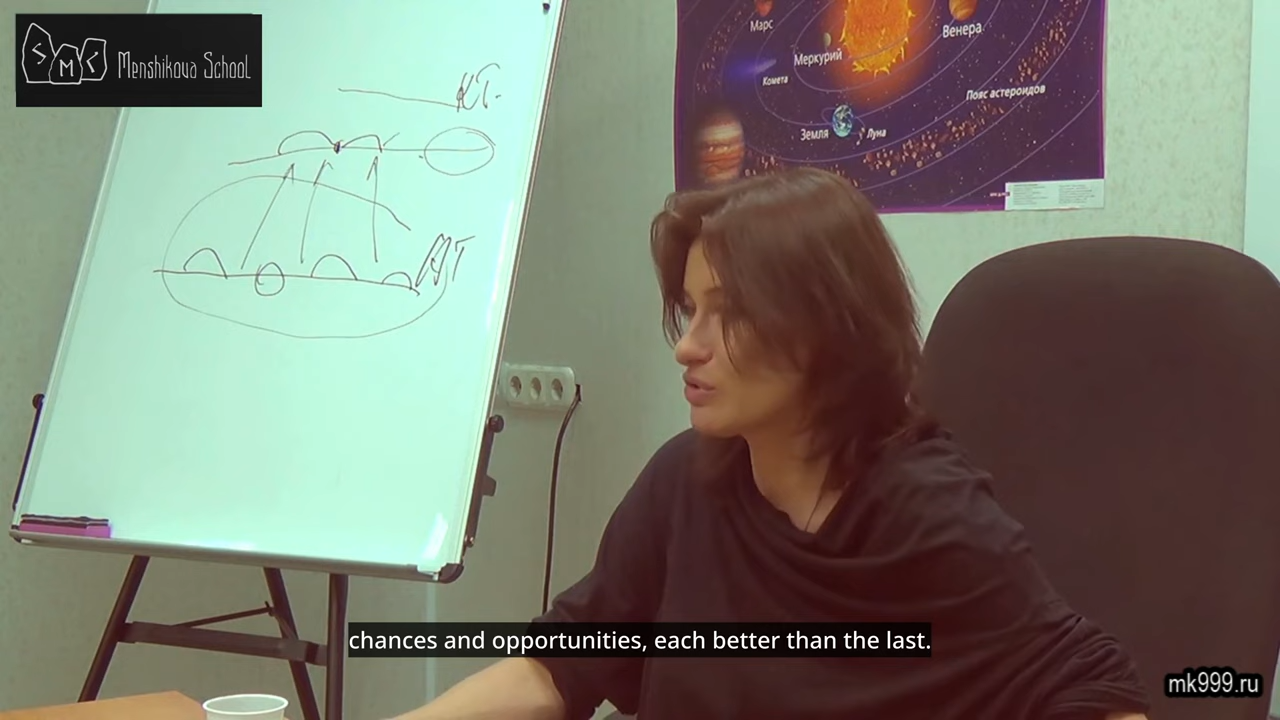 SMS Menshikova School
КТ.
Марс
Венера
Меркурий
Комета
Пояс астероидов
Земля
Луна
chances and opportunities, each better than the last.
mk999.ru